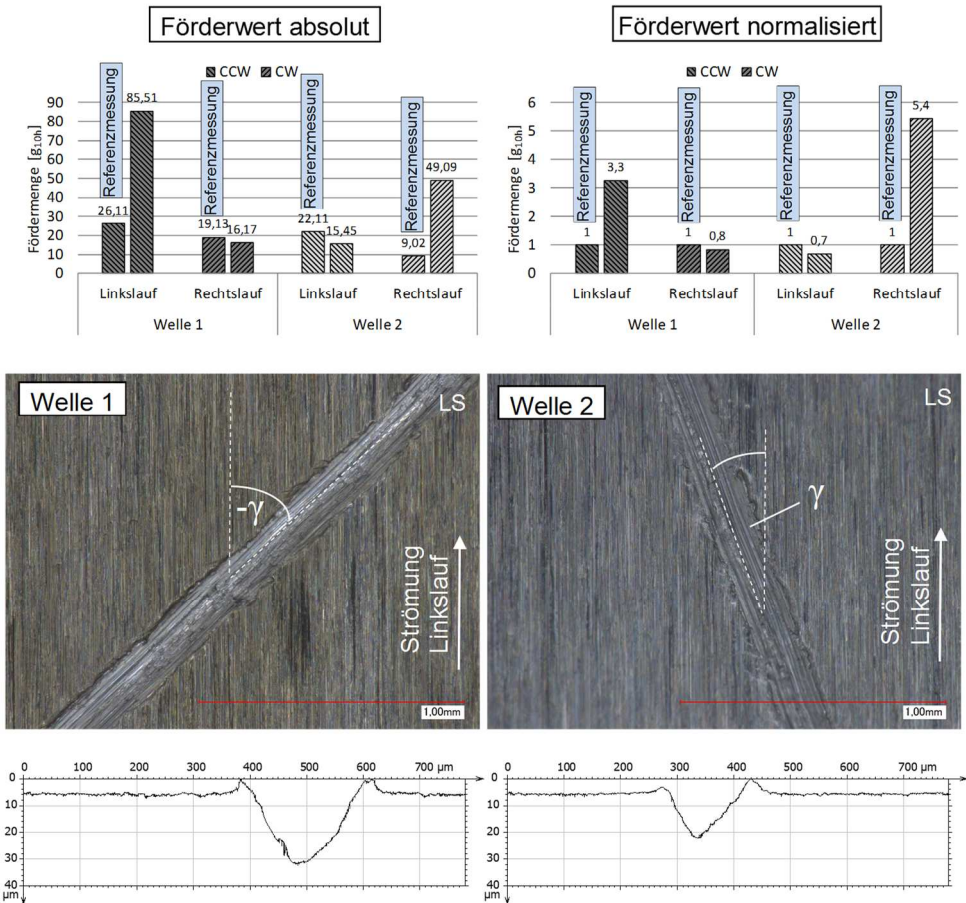 Förderwert absolut
CCW CW
Fördermenge [g10h]
90
80
70
60
50
40
30
20
10
0
Referenzmessung
Referenzmessung
Referenzmessung
Referenzmessung
26,11
85,51
19,13
16,17
22,11
15,45
9,02
49,09
Linkslauf Rechtslauf Linkslauf Rechtslauf
Welle 1 Welle 2
Förderwert normalisiert
CCW CW
Fördermenge [g10h]
6
5
4
3
2
1
0
Referenzmessung
Referenzmessung
Referenzmessung
Referenzmessung
1
3,3
1
0,8
1
0,7
1
5,4
Linkslauf Rechtslauf Linkslauf Rechtslauf
Welle 1 Welle 2
Welle 1
LS
-γ
Strömung
Linkslauf
1,00mm
Welle 2
LS
γ
Strömung
Linkslauf
1,00mm
0 100 200 300 400 500 600 700 µm
0
10
20
30
40
µm
0 100 200 300 400 500 600 700 µm
0
10
20
30
40
µm